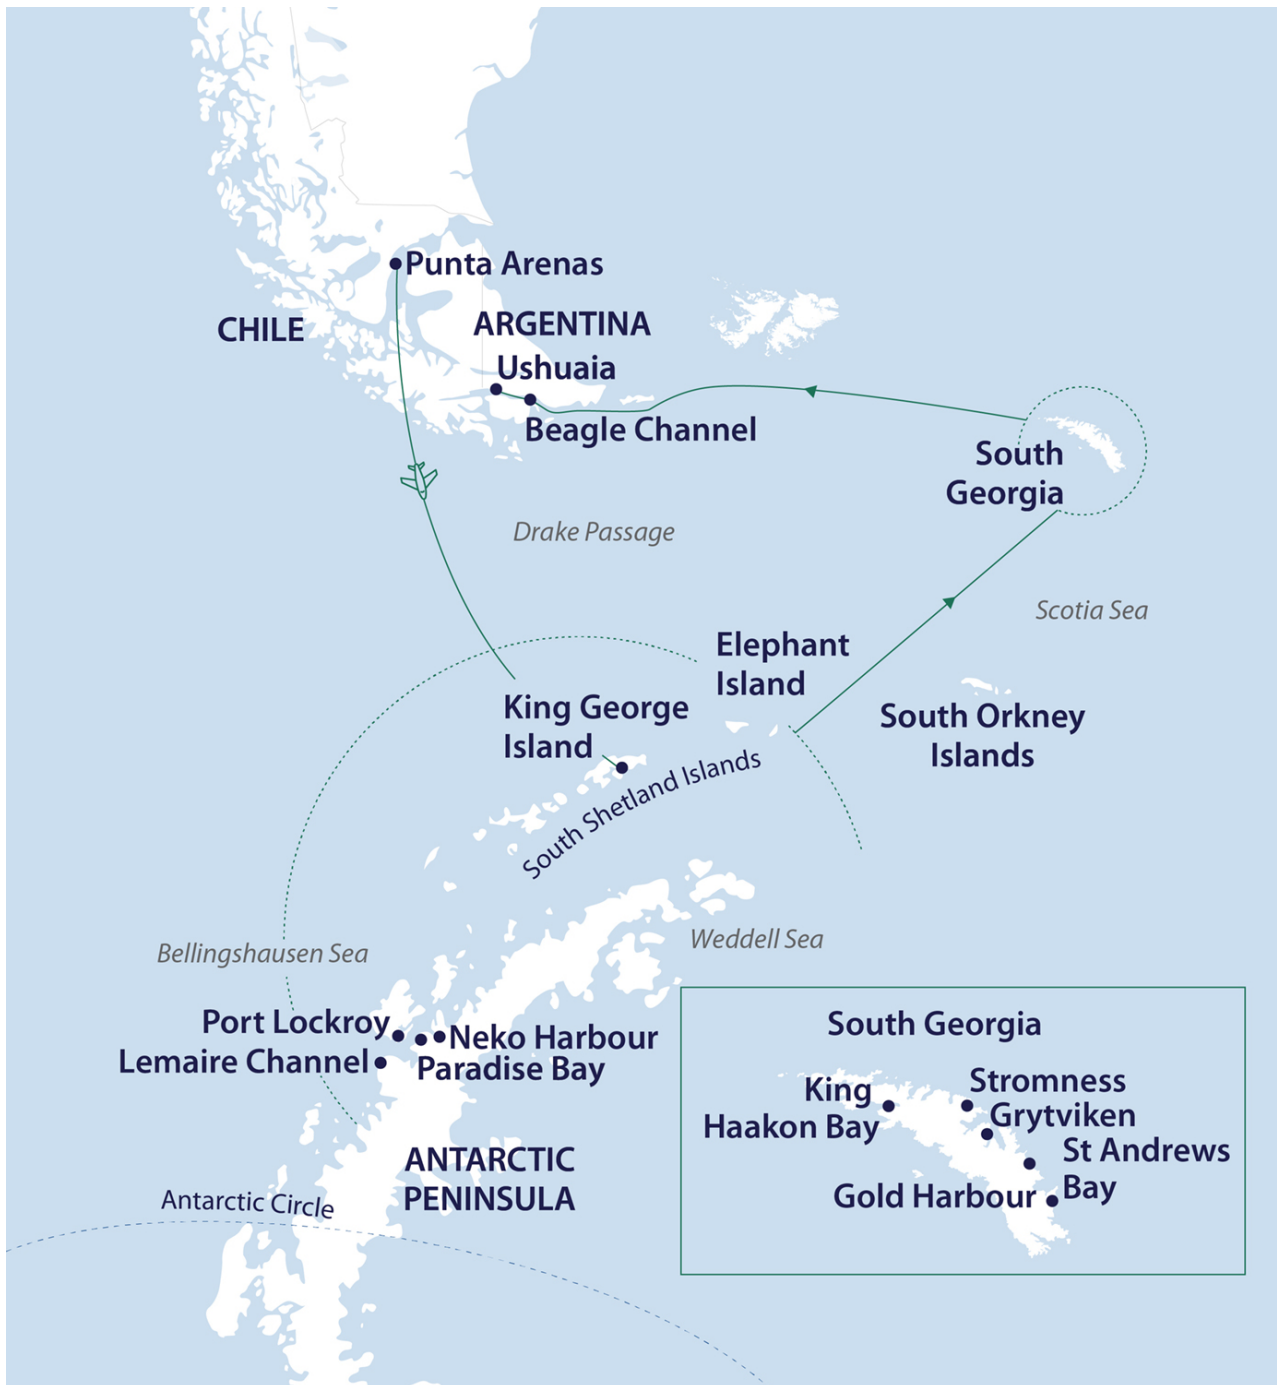 Punta Arenas
CHILE
ARGENTINA
Ushuaia
Beagle Channel
South
Georgia
Drake Passage
Scotia Sea
Elephant
Island
King George
Island
South Orkney
Islands
South Shetland Islands
Bellingshausen Sea
Weddell Sea
Port Lockroy
Neko Harbour
Lemaire Channel
Paradise Bay
ANTARCTIC
PENINSULA
Antarctic Circle
South Georgia
King
Haakon Bay
Stromness
Grytviken
St Andrews
Bay
Gold Harbour